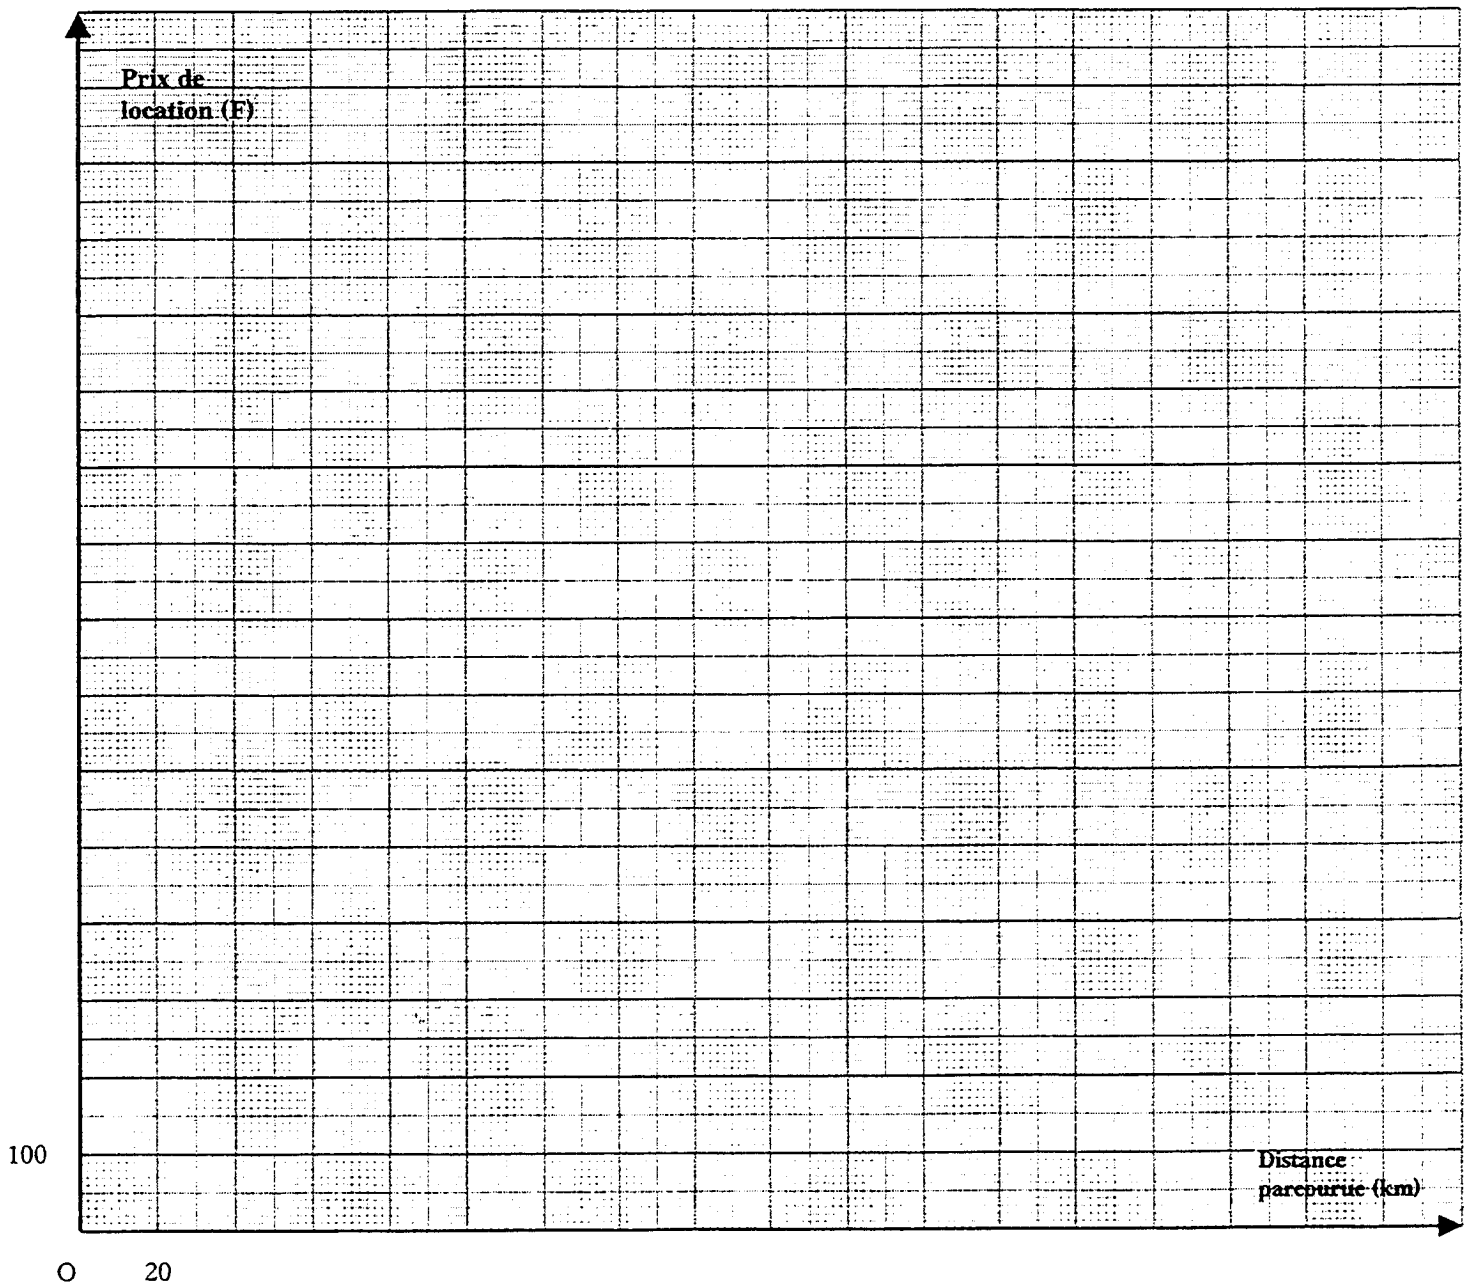 Prix de
location (F)
100
Distance
parcourue (km)
O 20